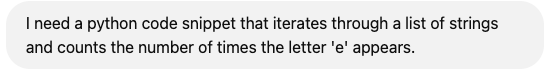 I need a python code snippet that iterates through a list of strings
and counts the number of times the letter 'e' appears.